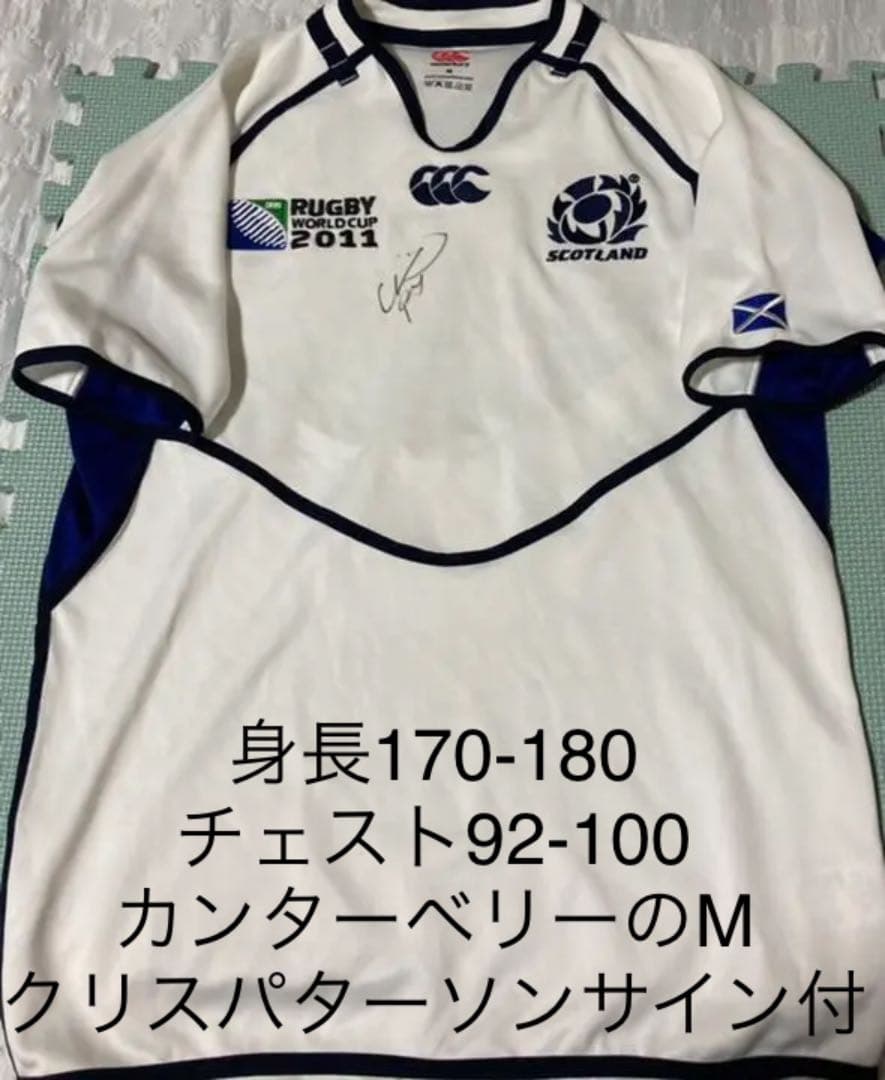 RUGBY
WORLD CUP
2011
SCOTLAND
身長170-180
チェスト92-100
カンターベリーのM
クリスパターソンサイン付